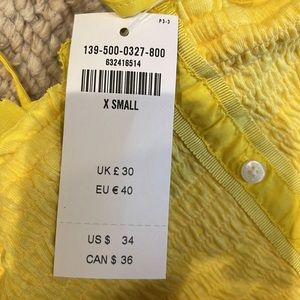 P3-3
139-500-0327-800
632416514
X SMALL
UK £ 30
EU € 40
US $ 34
CAN $ 36